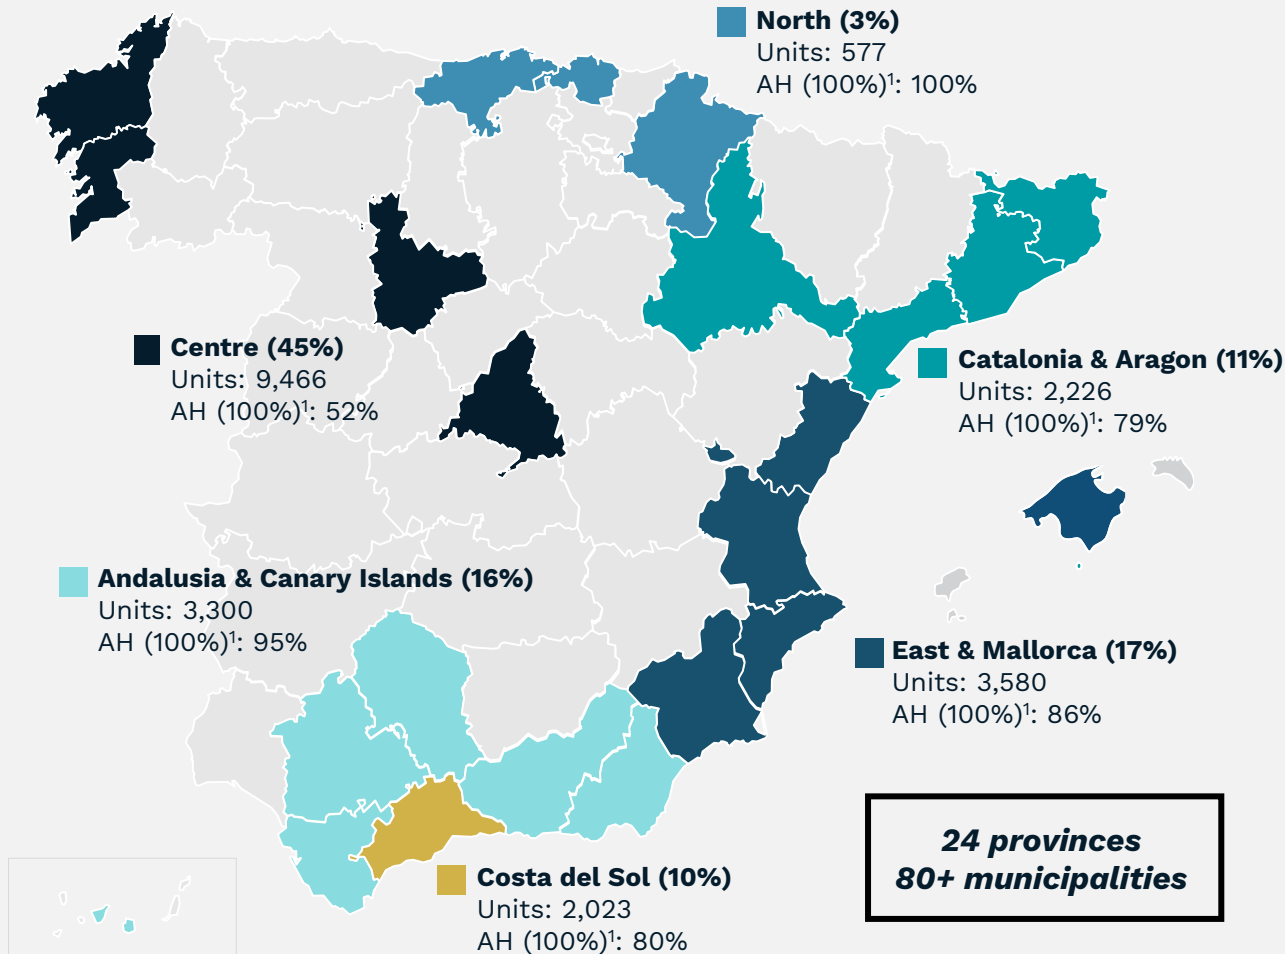 North (3%)
Units: 577
AH (100%)¹: 100%
Centre (45%)
Units: 9,466
AH (100%)¹: 52%
Catalonia & Aragon (11%)
Units: 2,226
AH (100%)¹: 79%
Andalusia & Canary Islands (16%)
Units: 3,300
AH (100%)¹: 95%
East & Mallorca (17%)
Units: 3,580
AH (100%)¹: 86%
24 provinces
80+ municipalities
Costa del Sol (10%)
Units: 2,023
AH (100%)¹: 80%